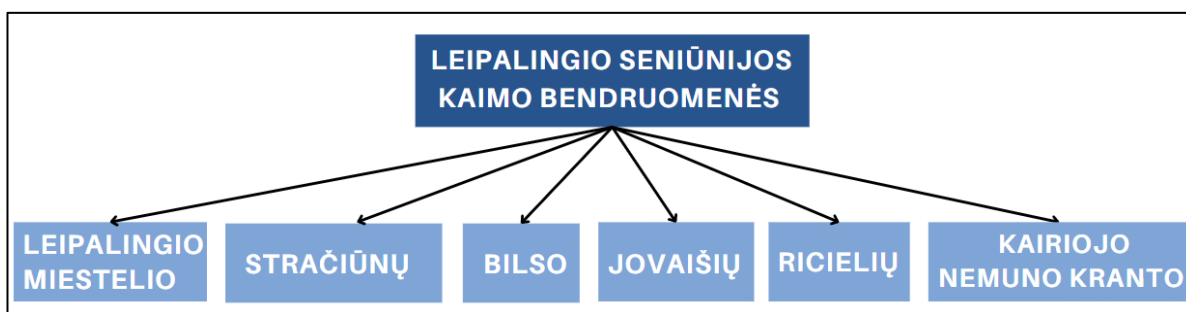 LEIPALINGIO SENIŪNIJOS
KAIMO BENDRUOMENĖS
LEIPALINGIO
MIESTELIO
STRAČIŪNŲ
BILSO
JOVAIŠIŲ
RICIELIŲ
KAIRIOJO
NEMUNO KRANTO